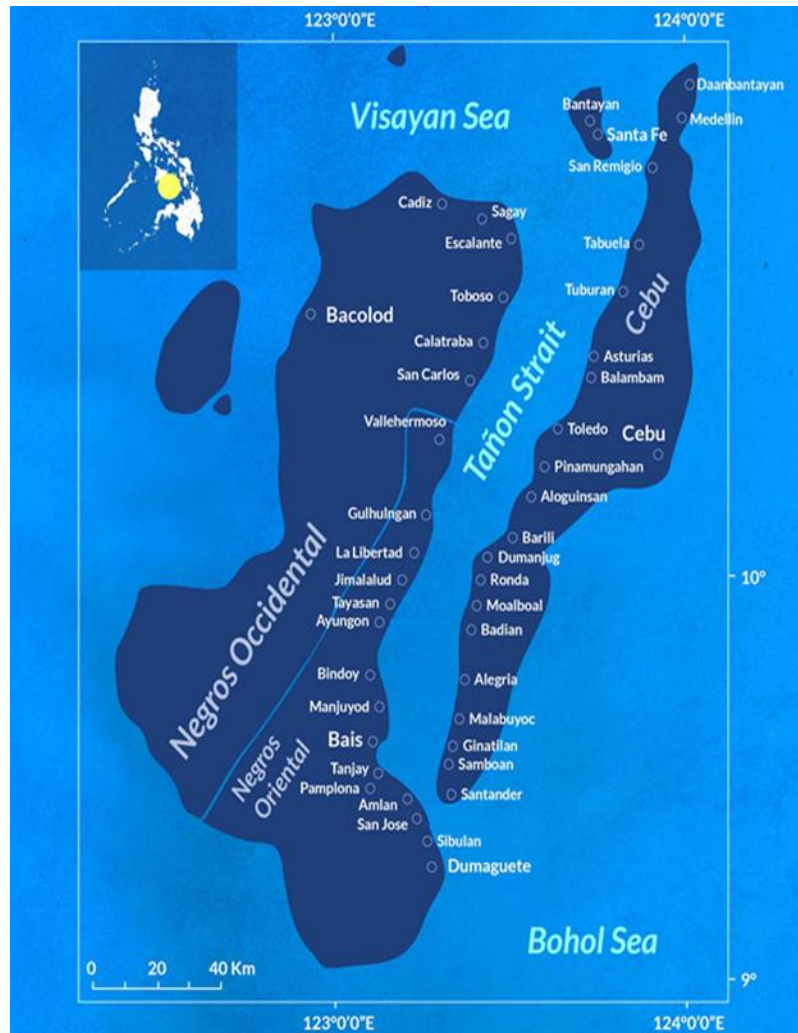 123°0'0"E
124°0'0"E
Daanbantayan
Bantayan
Visayan Sea
Medellin
Santa Fe
San Remigio
Cadiz
Sagay
Escalante
Tabuela
Toboso
Tuburan
Cebu
Bacolod
Calatraba
Tañon Strait
Asturias
San Carlos
Balambam
Vallehermoso
Toledo
Cebu
Pinamungahan
Aloguinsan
Gulhulngan
Barili
La Libertad
Dumanjug
Jimalalud
Ronda
10°
Tayasan
Moalboal
Ayungon
Badian
Negros Occidental
Bindoy
Alegria
Manjuyod
Malabuyoc
Bais
Ginatilan
Negros
Oriental
Tanjay
Samboan
Pamplona
Amlan
Santander
San Jose
Sibulan
Dumaguete
Bohol Sea
0 20 40 Km
9°
123°0'0"E
124°0'0"E